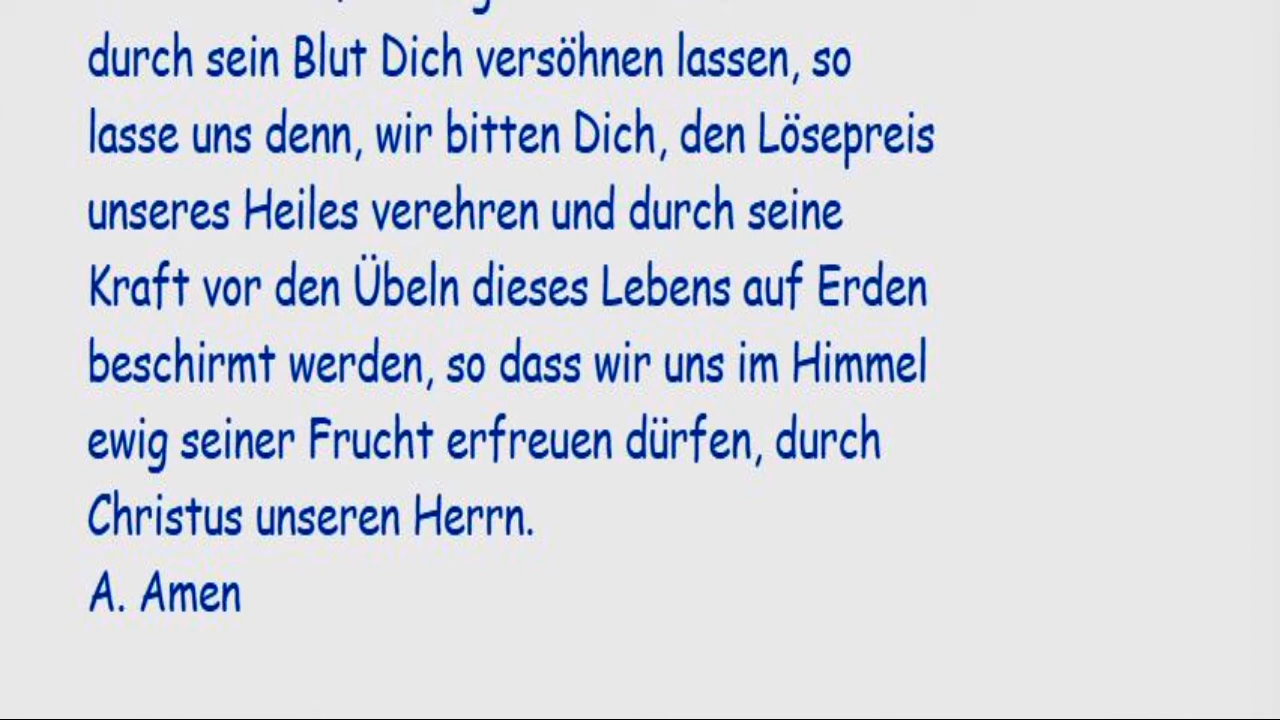 durch sein Blut Dich versöhnen lassen, so
lasse uns denn, wir bitten Dich, den Lösepreis
unseres Heiles verehren und durch seine
Kraft vor den Übeln dieses Lebens auf Erden
beschirmt werden, so dass wir uns im Himmel
ewig seiner Frucht erfreuen dürfen, durch
Christus unseren Herrn.
A. Amen